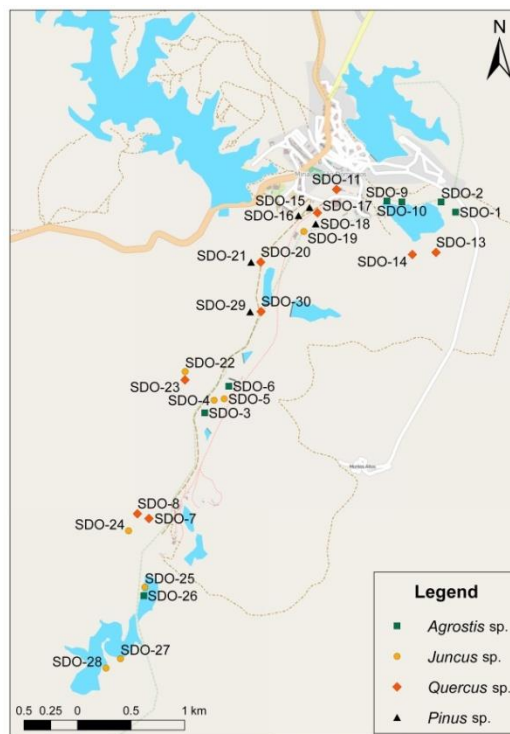 N
SDO-11
SDO-9
SDO-2
SDO-15
SDO-17
SDO-10
SDO-1
SDO-16
SDO-18
SDO-19
SDO-13
SDO-21
SDO-20
SDO-14
SDO-29
SDO-30
SDO-22
SDO-23
SDO-6
SDO-4
SDO-5
SDO-3
SDO-8
SDO-7
SDO-24
SDO-25
SDO-26
SDO-27
SDO-28
Legend
Agrostis sp.
Juncus sp.
Quercus sp.
Pinus sp.
0.5 0.25 0 0.5 1 km